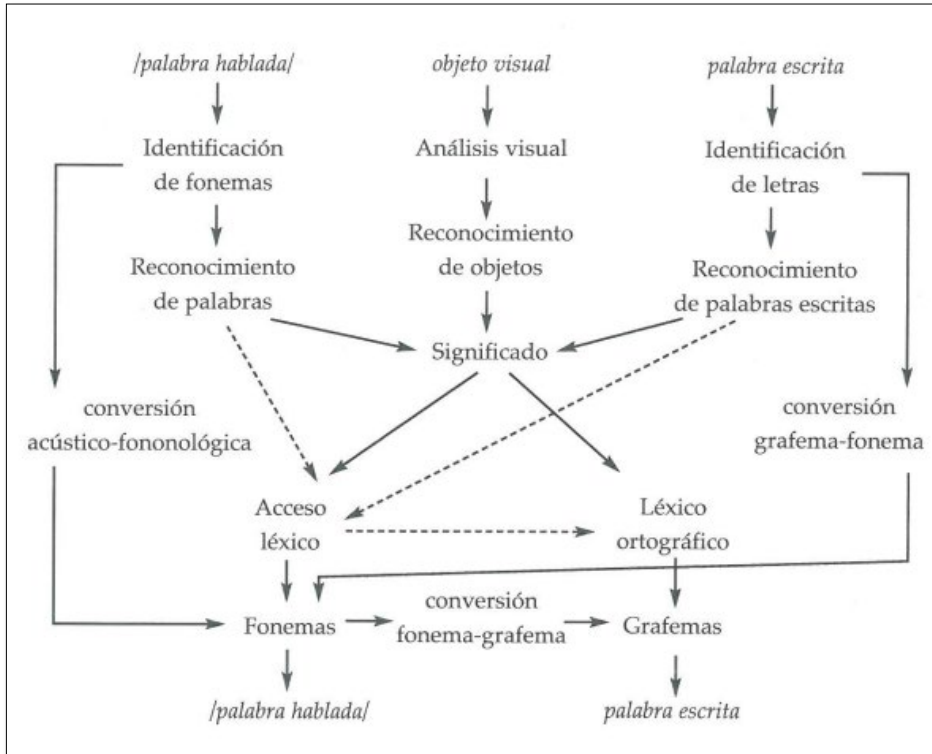 /palabra hablada/
objeto visual
palabra escrita
Identificación
de fonemas
Análisis visual
Identificación
de letras
Reconocimiento
de palabras
Reconocimiento
de objetos
Reconocimiento
de palabras escritas
Significado
conversión
acústico-fononológica
conversión
grafema-fonema
Acceso
léxico
Léxico
ortográfico
Fonemas
conversión
fonema-grafema
Grafemas
/palabra hablada/
palabra escrita